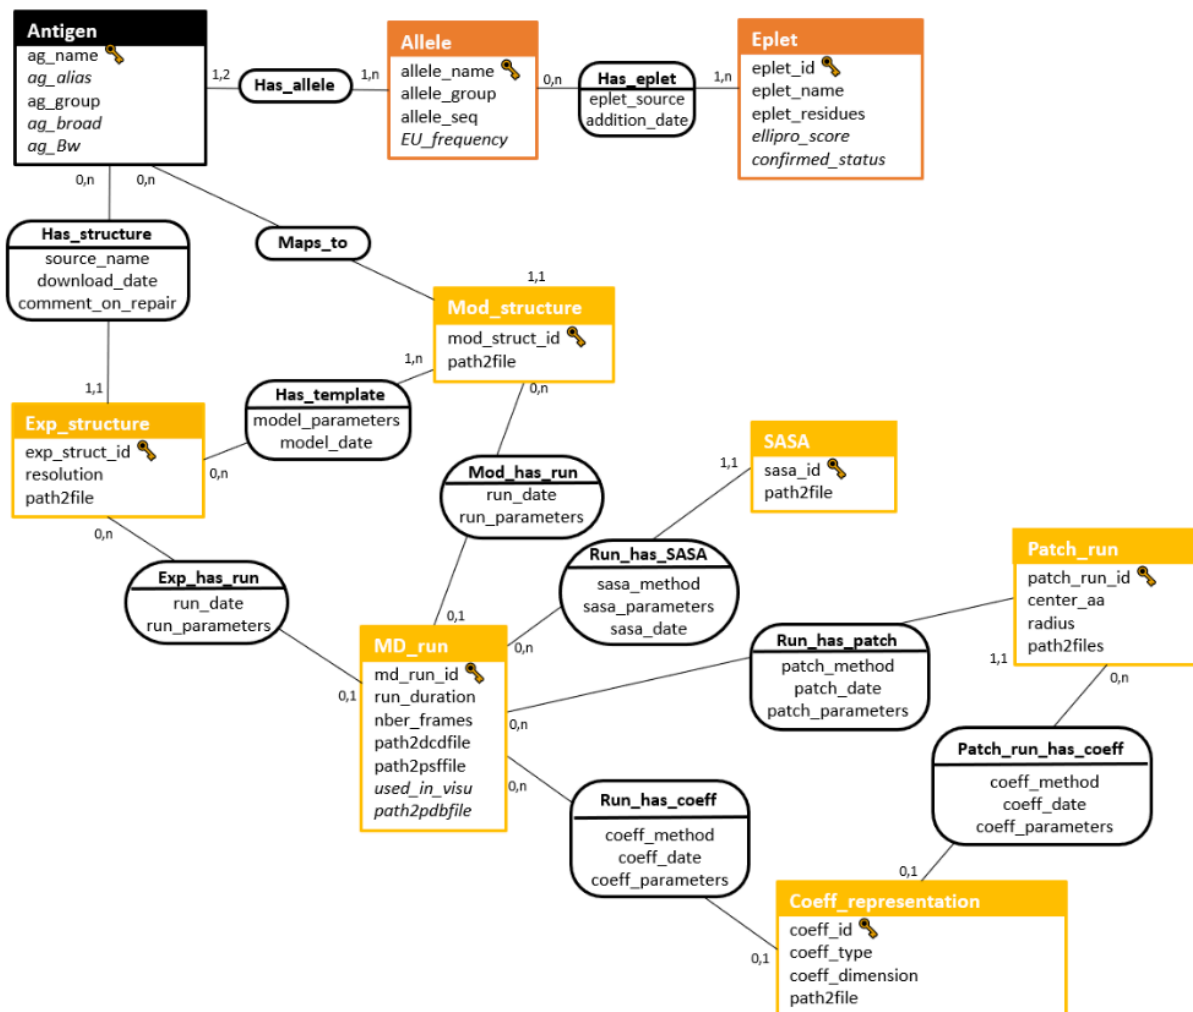 Antigen
ag_name
ag_alias
ag_group
ag_broad
ag_Bw
1,2
Has_allele
1,n
Allele
allele_name
allele_group
allele_seq
EU_frequency
0,n
Has_eplet
eplet_source
addition_date
1,n
Eplet
eplet_id
eplet_name
eplet_residues
ellipro_score
confirmed_status
0,n
0,n
Has_structure
source_name
download_date
comment_on_repair
Maps_to
1,1
Mod_structure
mod_struct_id
path2file
1,n
0,n
1,1
Has_template
model_parameters
model_date
0,n
Exp_structure
exp_struct_id
resolution
path2file
0,n
Mod_has_run
run_date
run_parameters
SASA
sasa_id
path2file
1,1
Run_has_SASA
sasa_method
sasa_parameters
sasa_date
Exp_has_run
run_date
run_parameters
0,1
0,1
MD_run
md_run_id
run_duration
nber_frames
path2dcdfile
path2psffile
used_in_visu
path2pdbfile
0,n
0,n
0,n
Run_has_patch
patch_method
patch_date
patch_parameters
Patch_run
patch_run_id
center_aa
radius
path2files
1,1
0,n
Patch_run_has_coeff
coeff_method
coeff_date
coeff_parameters
Run_has_coeff
coeff_method
coeff_date
coeff_parameters
0,1
0,1
Coeff_representation
coeff_id
coeff_type
coeff_dimension
path2file